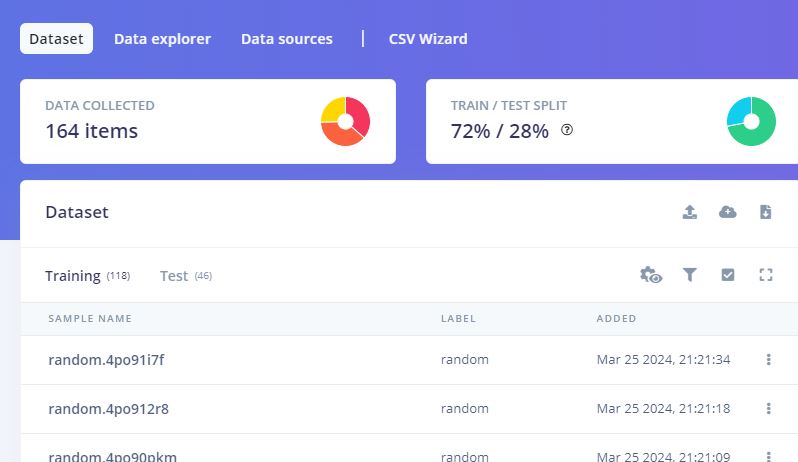 Dataset Data explorer Data sources | CSV Wizard
DATA COLLECTED
164 items
TRAIN / TEST SPLIT
72% / 28% ?
Dataset
Training (118) Test (46)
SAMPLE NAME LABEL ADDED
random.4po91i7f random Mar 25 2024, 21:21:34
random.4po912r8 random Mar 25 2024, 21:21:18
random.4po90pkm random Mar 25 2024, 21:21:09